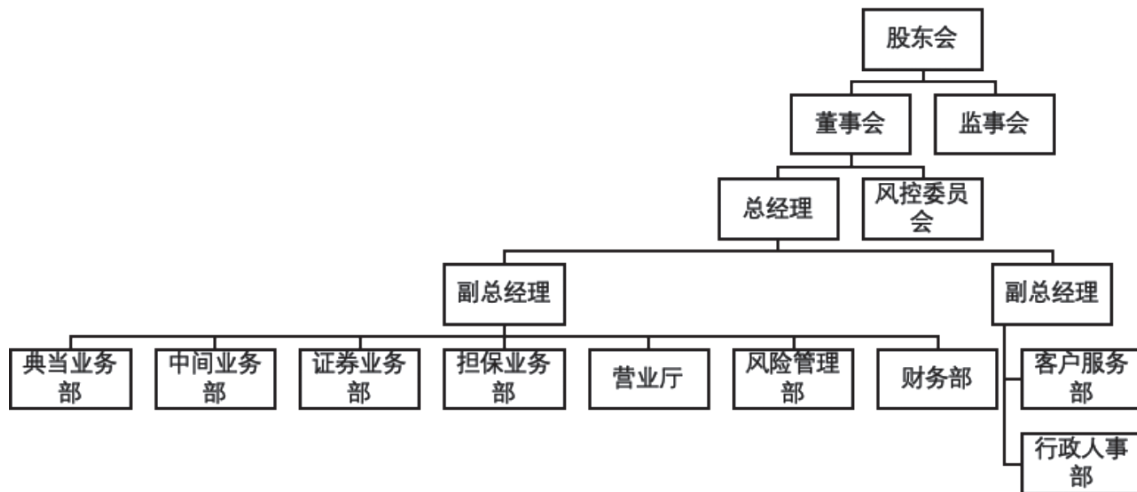 股东会
董事会
监事会
总经理
风控委员
会
副总经理
副总经理
典当业务
部
中间业务
部
证券业务
部
担保业务
部
营业厅
风险管理
部
财务部
客户服务
部
行政人事
部